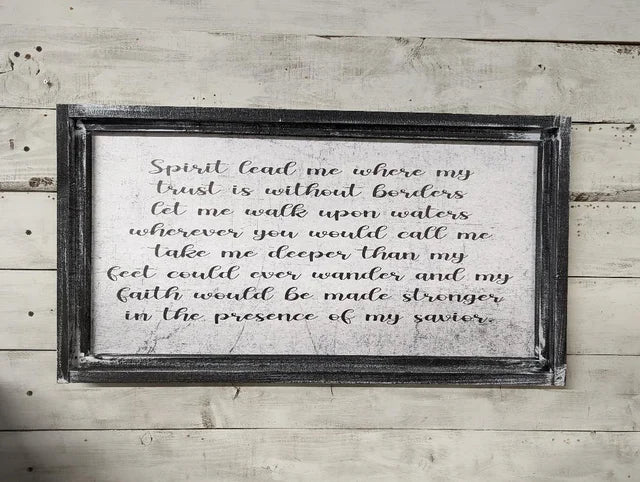 Spirit lead me where my
trust is without borders
let me walk upon waters
wherever you would call me
take me deeper than my
feet could ever wander and my
faith would be made stronger
in the presence of my savior.